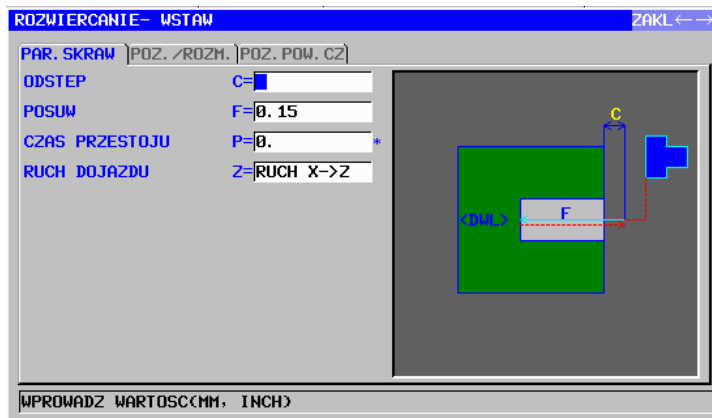 ROZWIERCANIE- WSTAW ZAKL←→
PAR.SKRAW POZ./ROZM. POZ.POW.CZ
ODSTEP C=
POSUW F=0.15
CZAS PRZESTOJU P=0. *
RUCH DOJAZDU Z=RUCH X->Z
C
<DWL> F
WPROWADZ WARTOSC(MM, INCH)